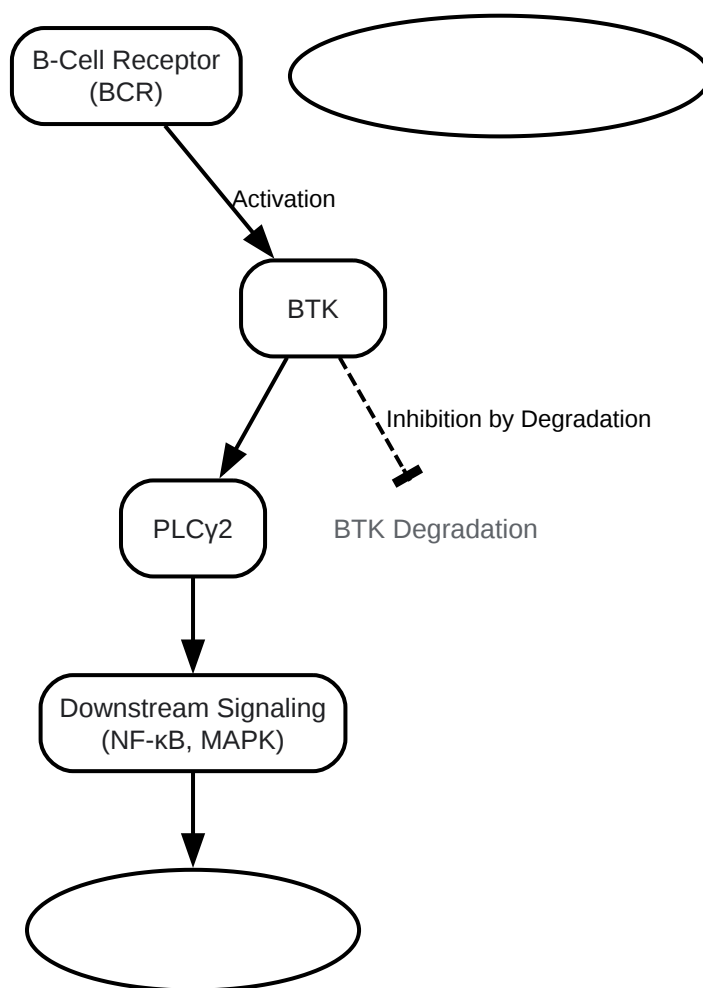 B-Cell Receptor
(BCR)
Activation
BTK
Inhibition by Degradation
PLCγ2
BTK Degradation
Downstream Signaling
(NF-κB, MAPK)